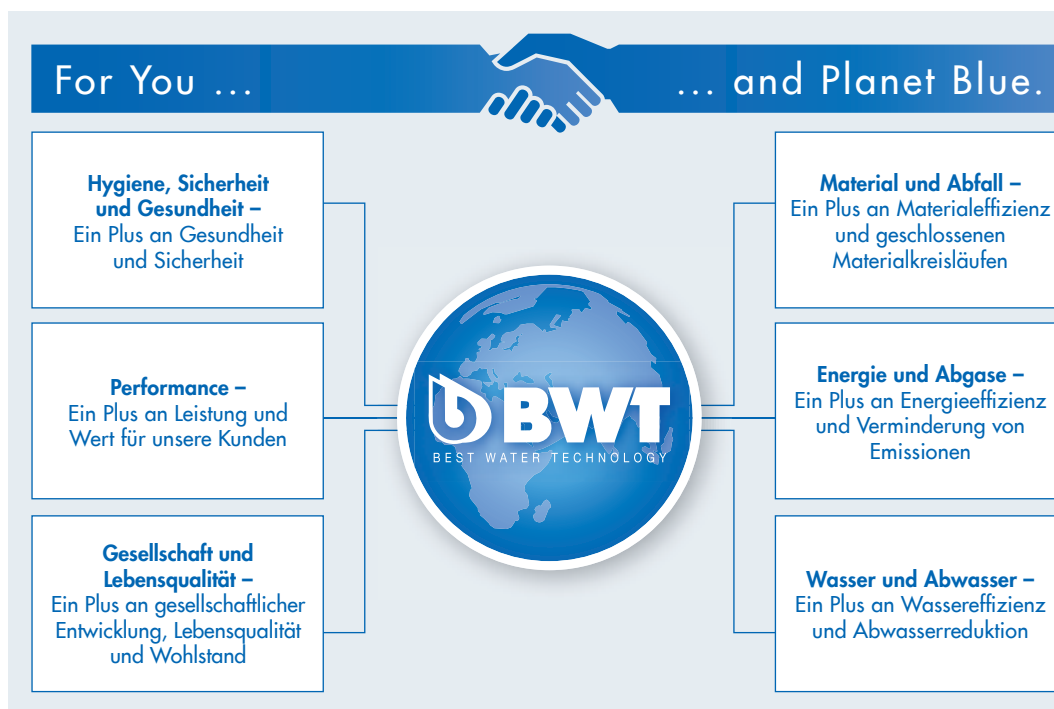 For You ...
... and Planet Blue.
Hygiene, Sicherheit
und Gesundheit –
Ein Plus an Gesundheit
und Sicherheit
Performance –
Ein Plus an Leistung und
Wert für unsere Kunden
Gesellschaft und
Lebensqualität –
Ein Plus an gesellschaftlicher
Entwicklung, Lebensqualität
und Wohlstand
BWT
BEST WATER TECHNOLOGY
Material und Abfall –
Ein Plus an Materialeffizienz
und geschlossenen
Materialkreisläufen
Energie und Abgase –
Ein Plus an Energieeffizienz
und Verminderung von
Emissionen
Wasser und Abwasser –
Ein Plus an Wassereffizienz
und Abwasserreduktion